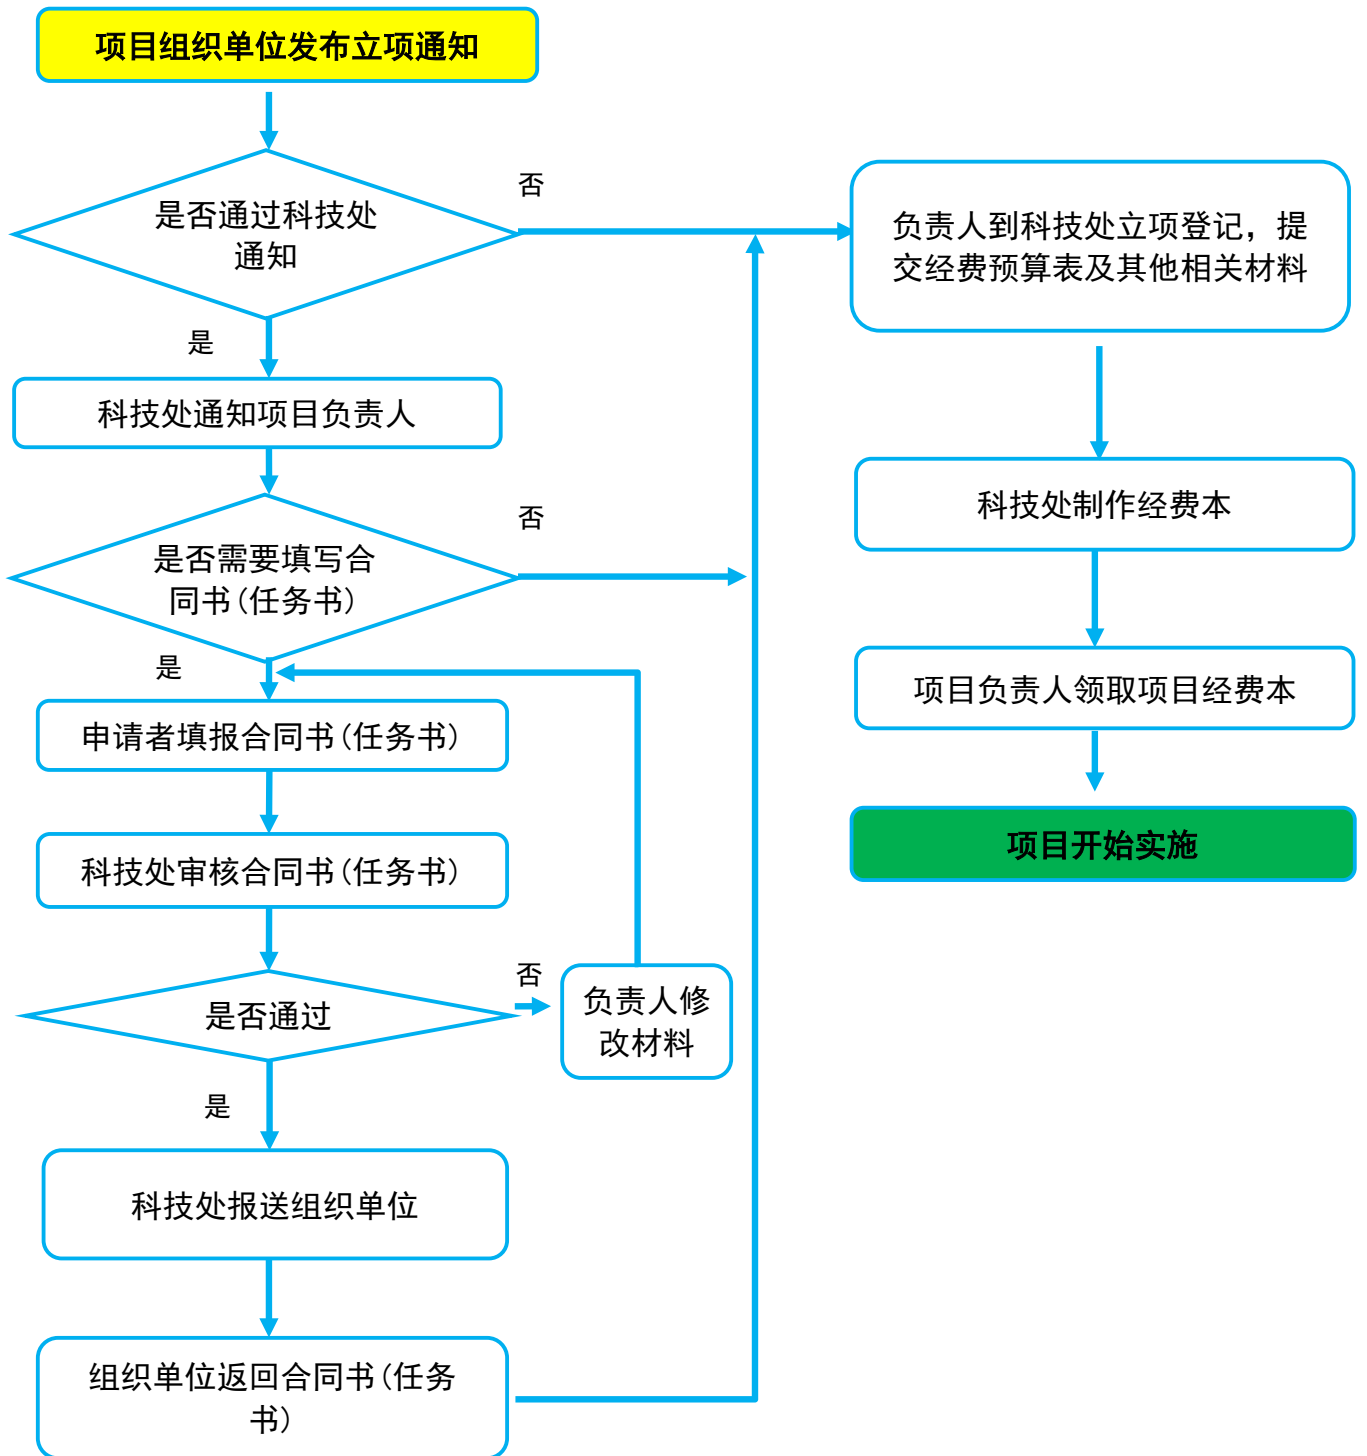 项目组织单位发布立项通知
是否通过科技处
通知
否
是
科技处通知项目负责人
是否需要填写合
同书(任务书)
否
是
申请者填报合同书(任务书)
科技处审核合同书(任务书)
是否通过
否
负责人修
改材料
是
科技处报送组织单位
组织单位返回合同书(任务
书)
负责人到科技处立项登记，提
交经费预算表及其他相关材料
科技处制作经费本
项目负责人领取项目经费本
项目开始实施